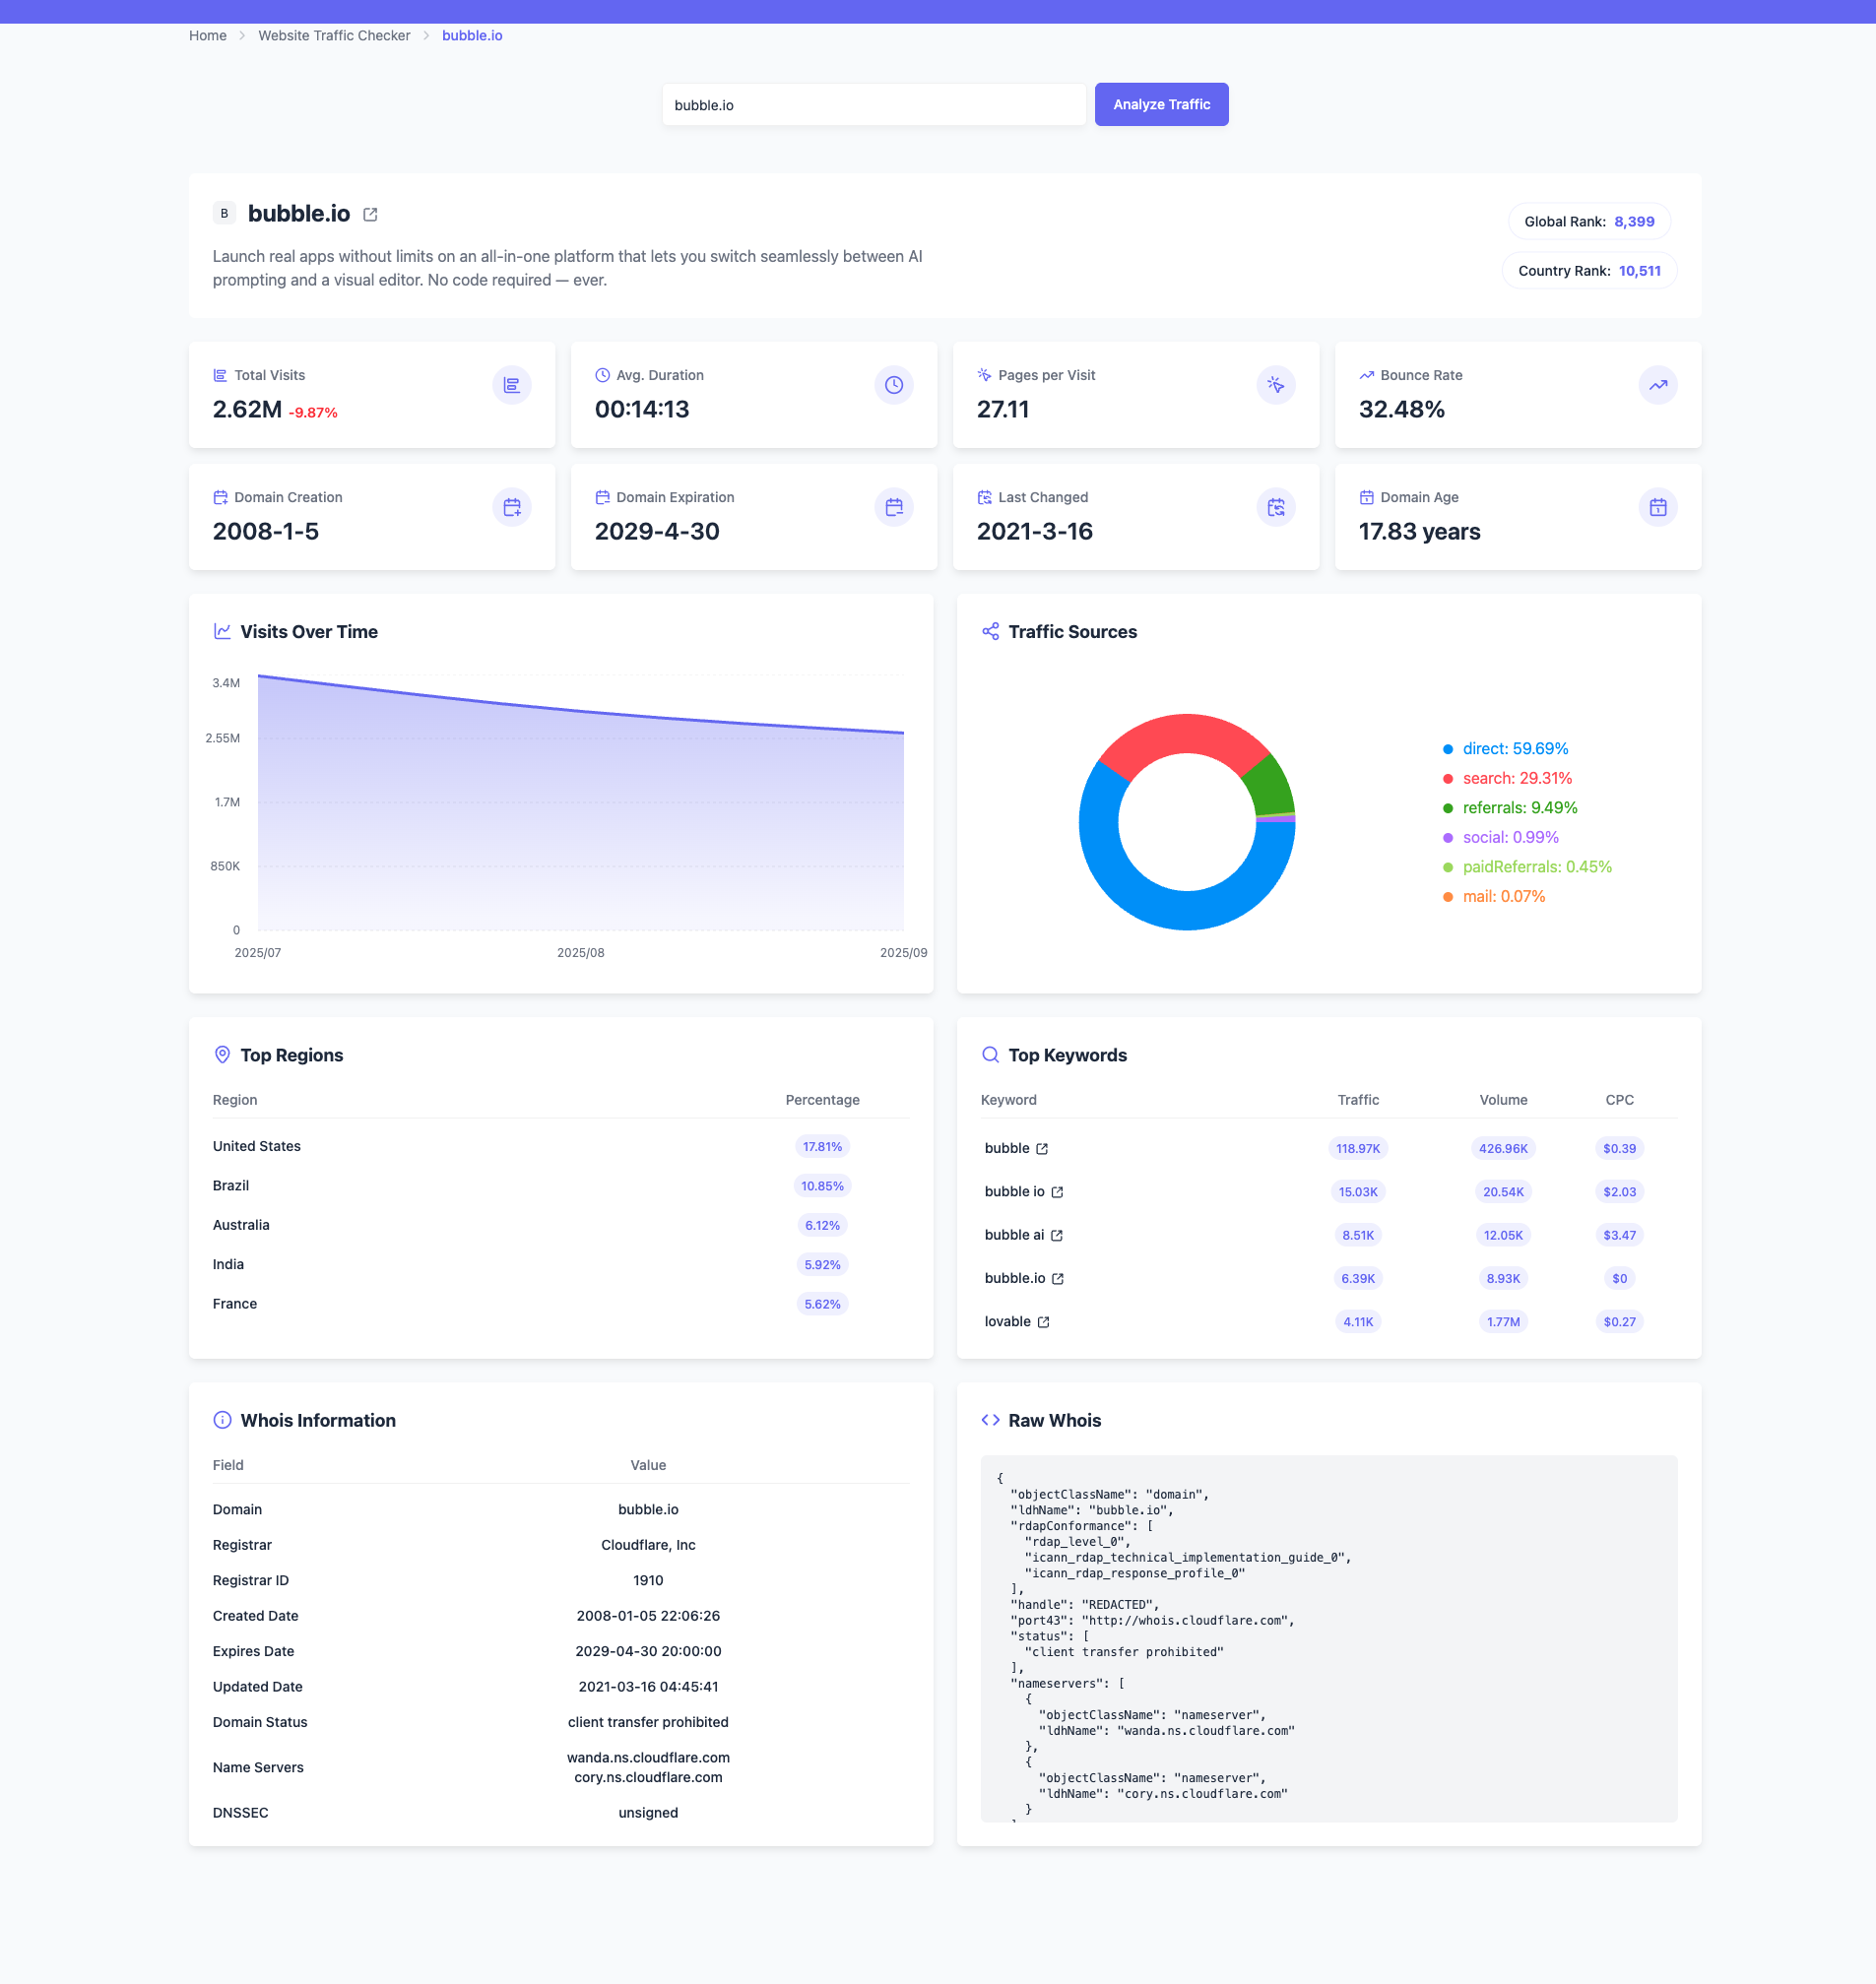 Home > Website Traffic Checker > bubble.io
bubble.io
Analyze Traffic
B
bubble.io
Launch real apps without limits on an all-in-one platform that lets you switch seamlessly between AI
prompting and a visual editor. No code required — ever.
Global Rank: 8,399
Country Rank: 10,511
Total Visits
2.62M -9.87%
Avg. Duration
00:14:13
Pages per Visit
27.11
Bounce Rate
32.48%
Domain Creation
2008-1-5
Domain Expiration
2029-4-30
Last Changed
2021-3-16
Domain Age
17.83 years
Visits Over Time
3.4M
2.55M
1.7M
850K
0
2025/07 2025/08 2025/09
Traffic Sources
direct: 59.69%
search: 29.31%
referrals: 9.49%
social: 0.99%
paidReferrals: 0.45%
mail: 0.07%
Top Regions
Region Percentage
United States 17.81%
Brazil 10.85%
Australia 6.12%
India 5.92%
France 5.62%
Top Keywords
Keyword Traffic Volume CPC
bubble 118.97K 426.96K $0.39
bubble io 15.03K 20.54K $2.03
bubble ai 8.51K 12.05K $3.47
bubble.io 6.39K 8.93K $0
lovable 4.11K 1.77M $0.27
Whois Information
Field Value
Domain bubble.io
Registrar Cloudflare, Inc
Registrar ID 1910
Created Date 2008-01-05 22:06:26
Expires Date 2029-04-30 20:00:00
Updated Date 2021-03-16 04:45:41
Domain Status client transfer prohibited
Name Servers wanda.ns.cloudflare.com
cory.ns.cloudflare.com
DNSSEC unsigned
Raw Whois
{
"objectClassName": "domain",
"ldhName": "bubble.io",
"rdapConformance": [
"rdap_level_0",
"icann_rdap_technical_implementation_guide_0",
"icann_rdap_response_profile_0"
],
"handle": "REDACTED",
"port43": "http://whois.cloudflare.com",
"status": [
"client transfer prohibited"
],
"nameservers": [
{
"objectClassName": "nameserver",
"ldhName": "wanda.ns.cloudflare.com"
},
{
"objectClassName": "nameserver",
"ldhName": "cory.ns.cloudflare.com"
}